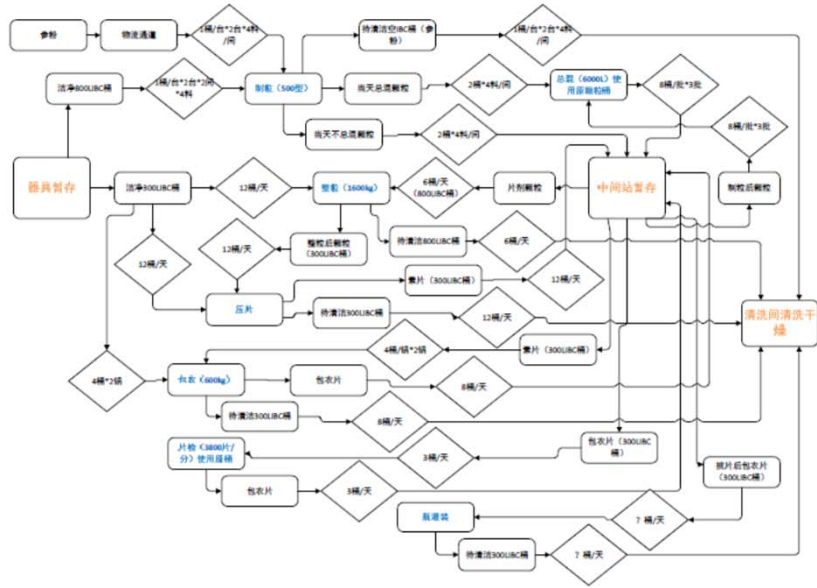 参粉
物流通道
1桶/台*2台*4料
/间
待清洁空IBC桶(参
粉)
1桶/台*2台*4料
/间
洁净800LIBC桶
1桶/台*2台*2间
*4料
制粒(500型)
当天总混颗粒
2桶*4料/间
总混(6000L)使
用原颗粒桶
8桶/批*3批
当天不总混颗粒
2桶*4料/间
8桶/批*3批
器具暂存
洁净300LIBC桶
12桶/天
整粒(1600kg)
6桶/天
(800LIBC桶)
片剂颗粒
中间站暂存
制粒后颗粒
12桶/天
12桶/天
整粒后颗粒
(300LIBC桶)
待清洁800LIBC桶
6桶/天
压片
素片(300LIBC桶)
12桶/天
待清洁300LIBC桶
12桶/天
清洗间清洗干
燥
4桶/锅*2锅
素片(300LIBC桶)
4桶*2锅
包衣(600kg)
包衣片
8桶/天
待清洁300LIBC桶
8桶/天
片检(3800片/
分)使用原桶
3桶/天
包衣片(300LIBC
桶)
挑片后包衣片
(300LIBC桶)
包衣片
3桶/天
瓶灌装
7 桶/天
待清洁300LIBC桶
7 桶/天